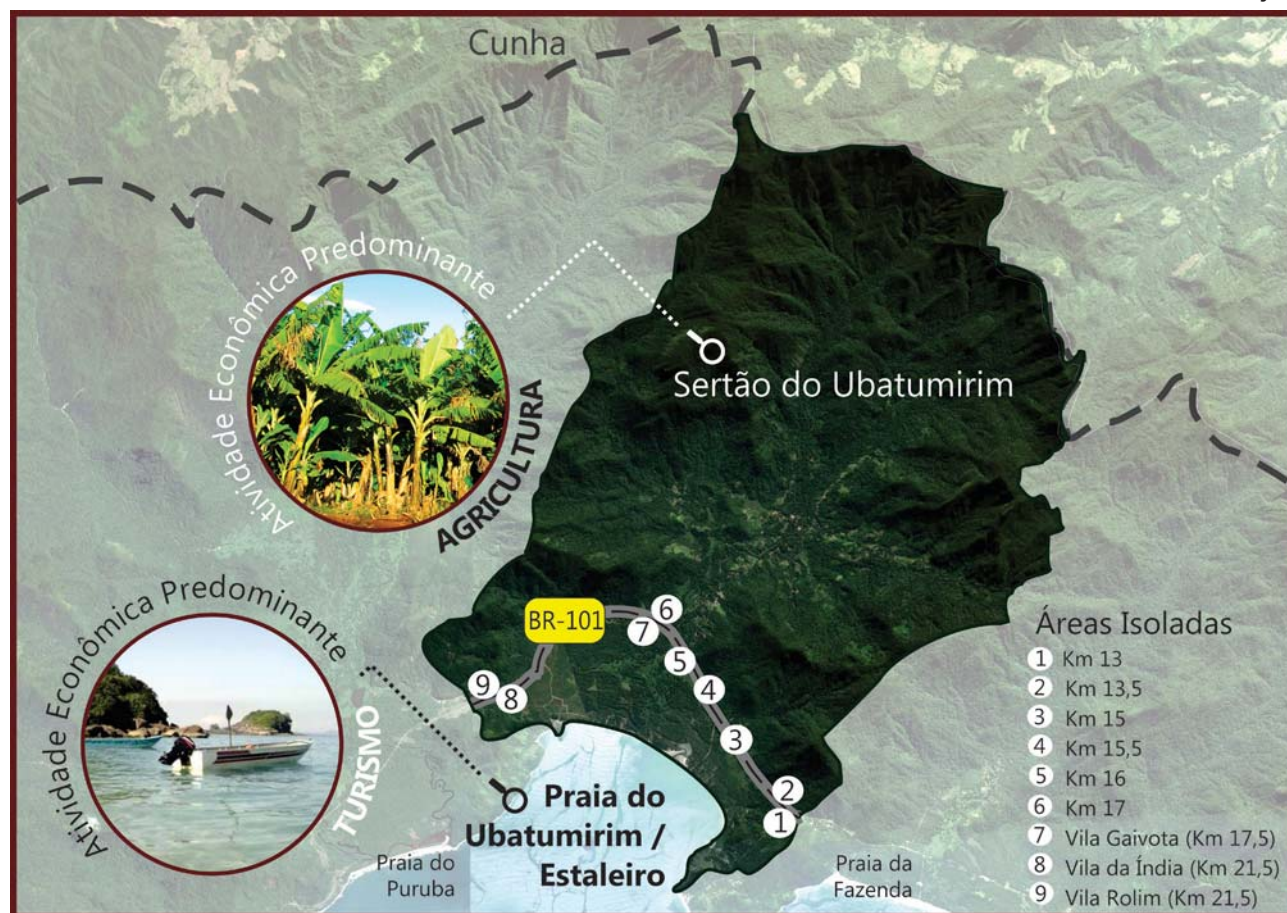 Cunha
Atividade Econômica Predominante
AGRICULTURA
Sertão do Ubatumirim
BR-101
6
7
5
4
3
2
1
9
8
Atividade Econômica Predominante
TURISMO
Praia do
Ubatumirim /
Estaleiro
Praia do
Puruba
Praia da
Fazenda
Áreas Isoladas
1 Km 13
2 Km 13,5
3 Km 15
4 Km 15,5
5 Km 16
6 Km 17
7 Vila Gaivota (Km 17,5)
8 Vila da Índia (Km 21,5)
9 Vila Rolim (Km 21,5)